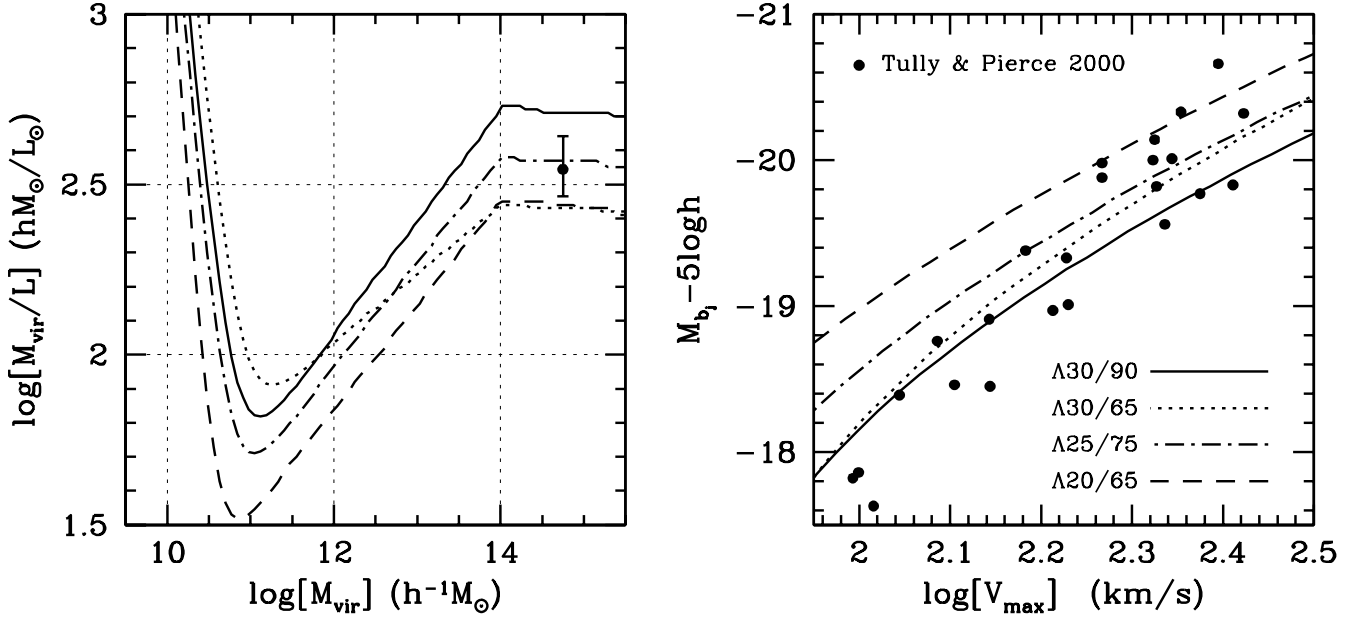 3
2.5
2
1.5
10
12
14
log[M_vir/L] (hM_⊙/L_⊙)
log[M_vir] (h⁻¹M_⊙)
-21
-20
-19
-18
2
2.1
2.2
2.3
2.4
2.5
M_bj-5logh
log[V_max] (km/s)
Tully & Pierce 2000
Λ30/90
Λ30/65
Λ25/75
Λ20/65